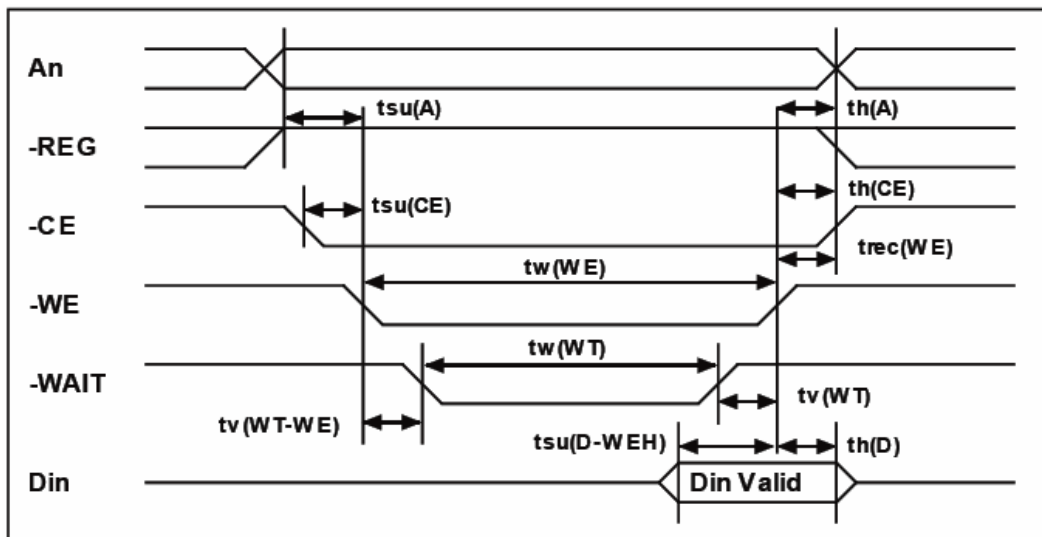 An
tsu(A)
th(A)
-REG
th(CE)
tsu(CE)
-CE
trec(WE)
tw(WE)
-WE
tw(WT)
-WAIT
tv(WT)
tv(WT-WE)
tsu(D-WEH)
th(D)
Din
Din Valid